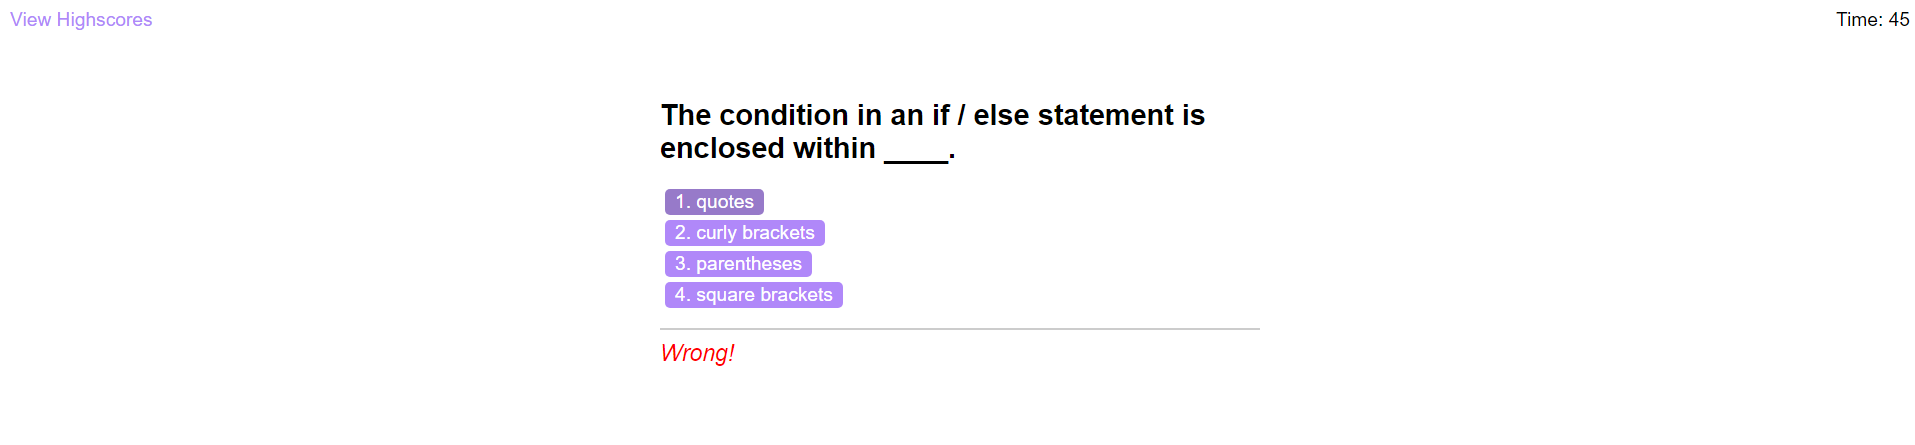 View Highscores
Time: 45
The condition in an if / else statement is
enclosed within ____.
1. quotes
2. curly brackets
3. parentheses
4. square brackets
Wrong!